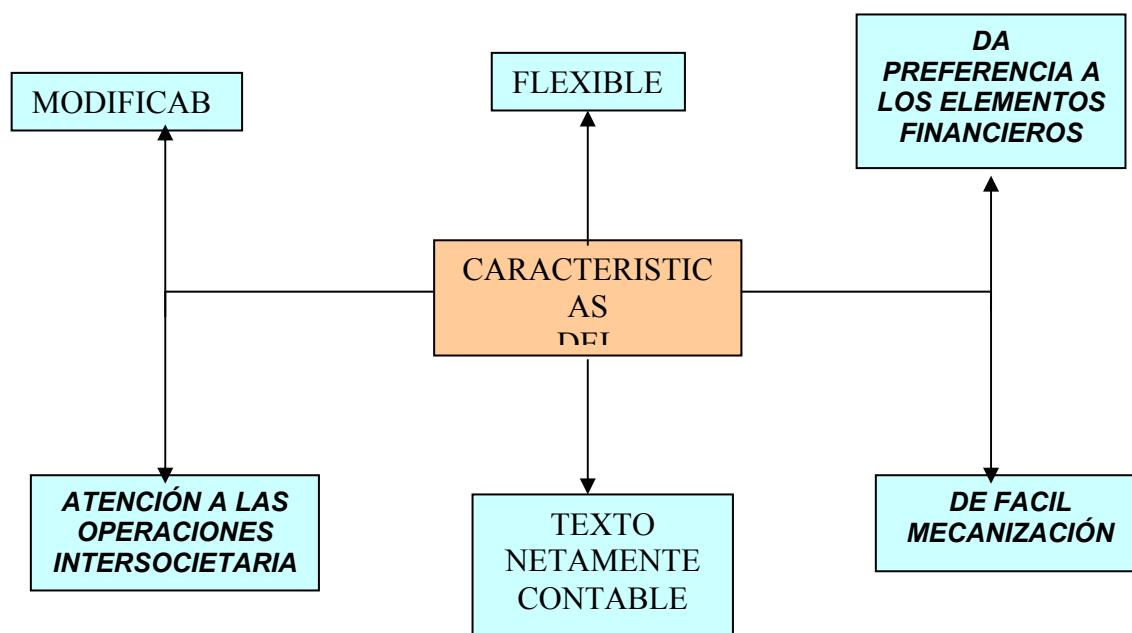 MODIFICAB
FLEXIBLE
DA
PREFERENCIA A
LOS ELEMENTOS
FINANCIEROS
CARACTERISTIC
AS
DEL
ATENCIÓN A LAS
OPERACIONES
INTERSOCIETARIA
TEXTO
NETAMENTE
CONTABLE
DE FACIL
MECANIZACIÓN